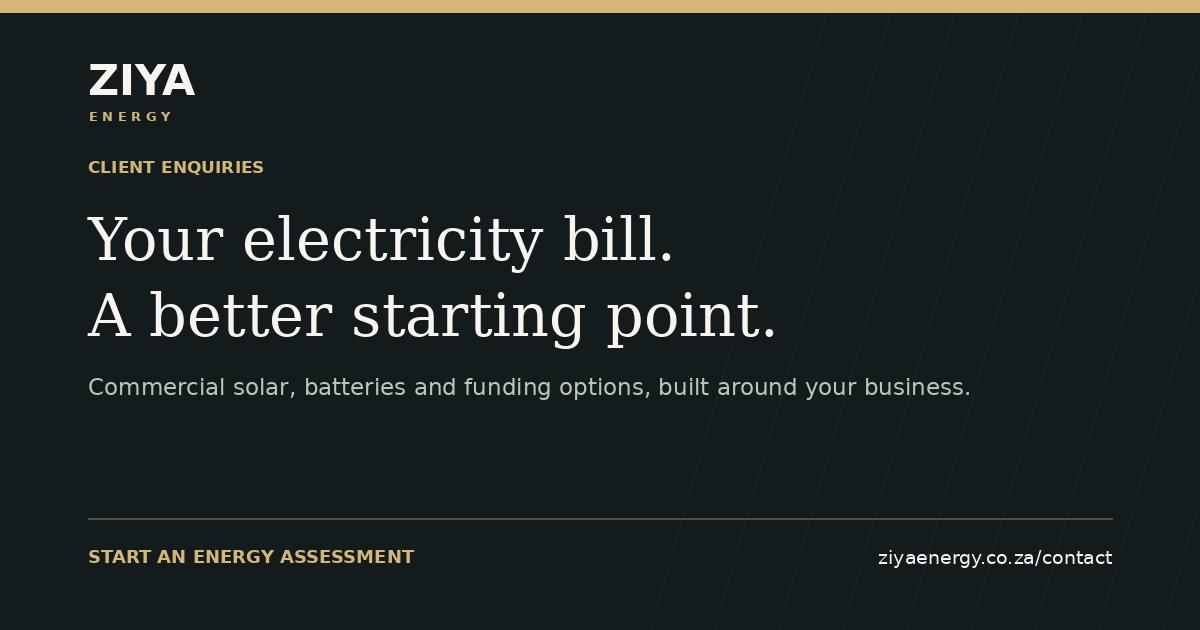 ZIYA
ENERGY
CLIENT ENQUIRIES
Your electricity bill.
A better starting point.
Commercial solar, batteries and funding options, built around your business.
START AN ENERGY ASSESSMENT
ziyaenergy.co.za/contact